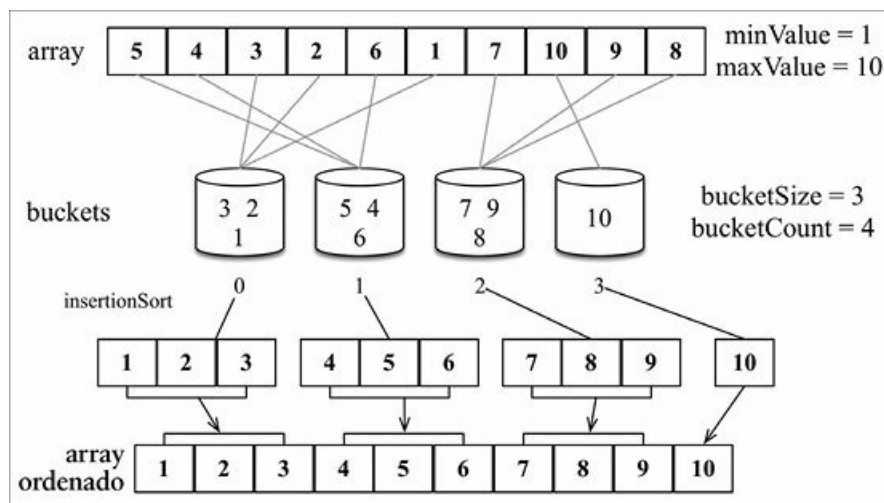 array 5 4 3 2 6 1 7 10 9 8
minValue = 1
maxValue = 10
buckets
3 2
1
5 4
6
7 9
8
10
bucketSize = 3
bucketCount = 4
0 1 2 3
insertionSort
1 2 3 4 5 6 7 8 9 10
array
ordenado
1 2 3 4 5 6 7 8 9 10